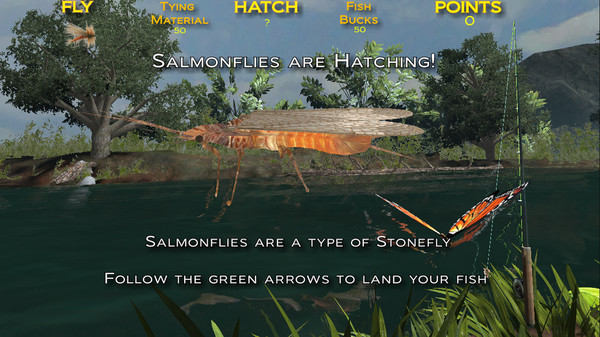 FLY
Tying
Material
50
HATCH
?
Fish
Bucks
50
POINTS
0
Salmonflies are Hatching!
Salmonflies are a type of Stonefly
Follow the green arrows to land your fish